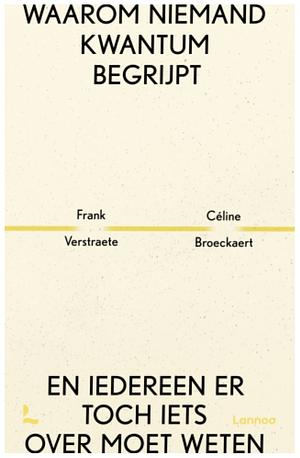 WAAROM NIEMAND
KWANTUM
BEGRIJPT
Frank
Verstraete
Céline
Broeckaert
EN IEDEREEN ER
TOCH IETS
OVER MOET WETEN
Lannoo